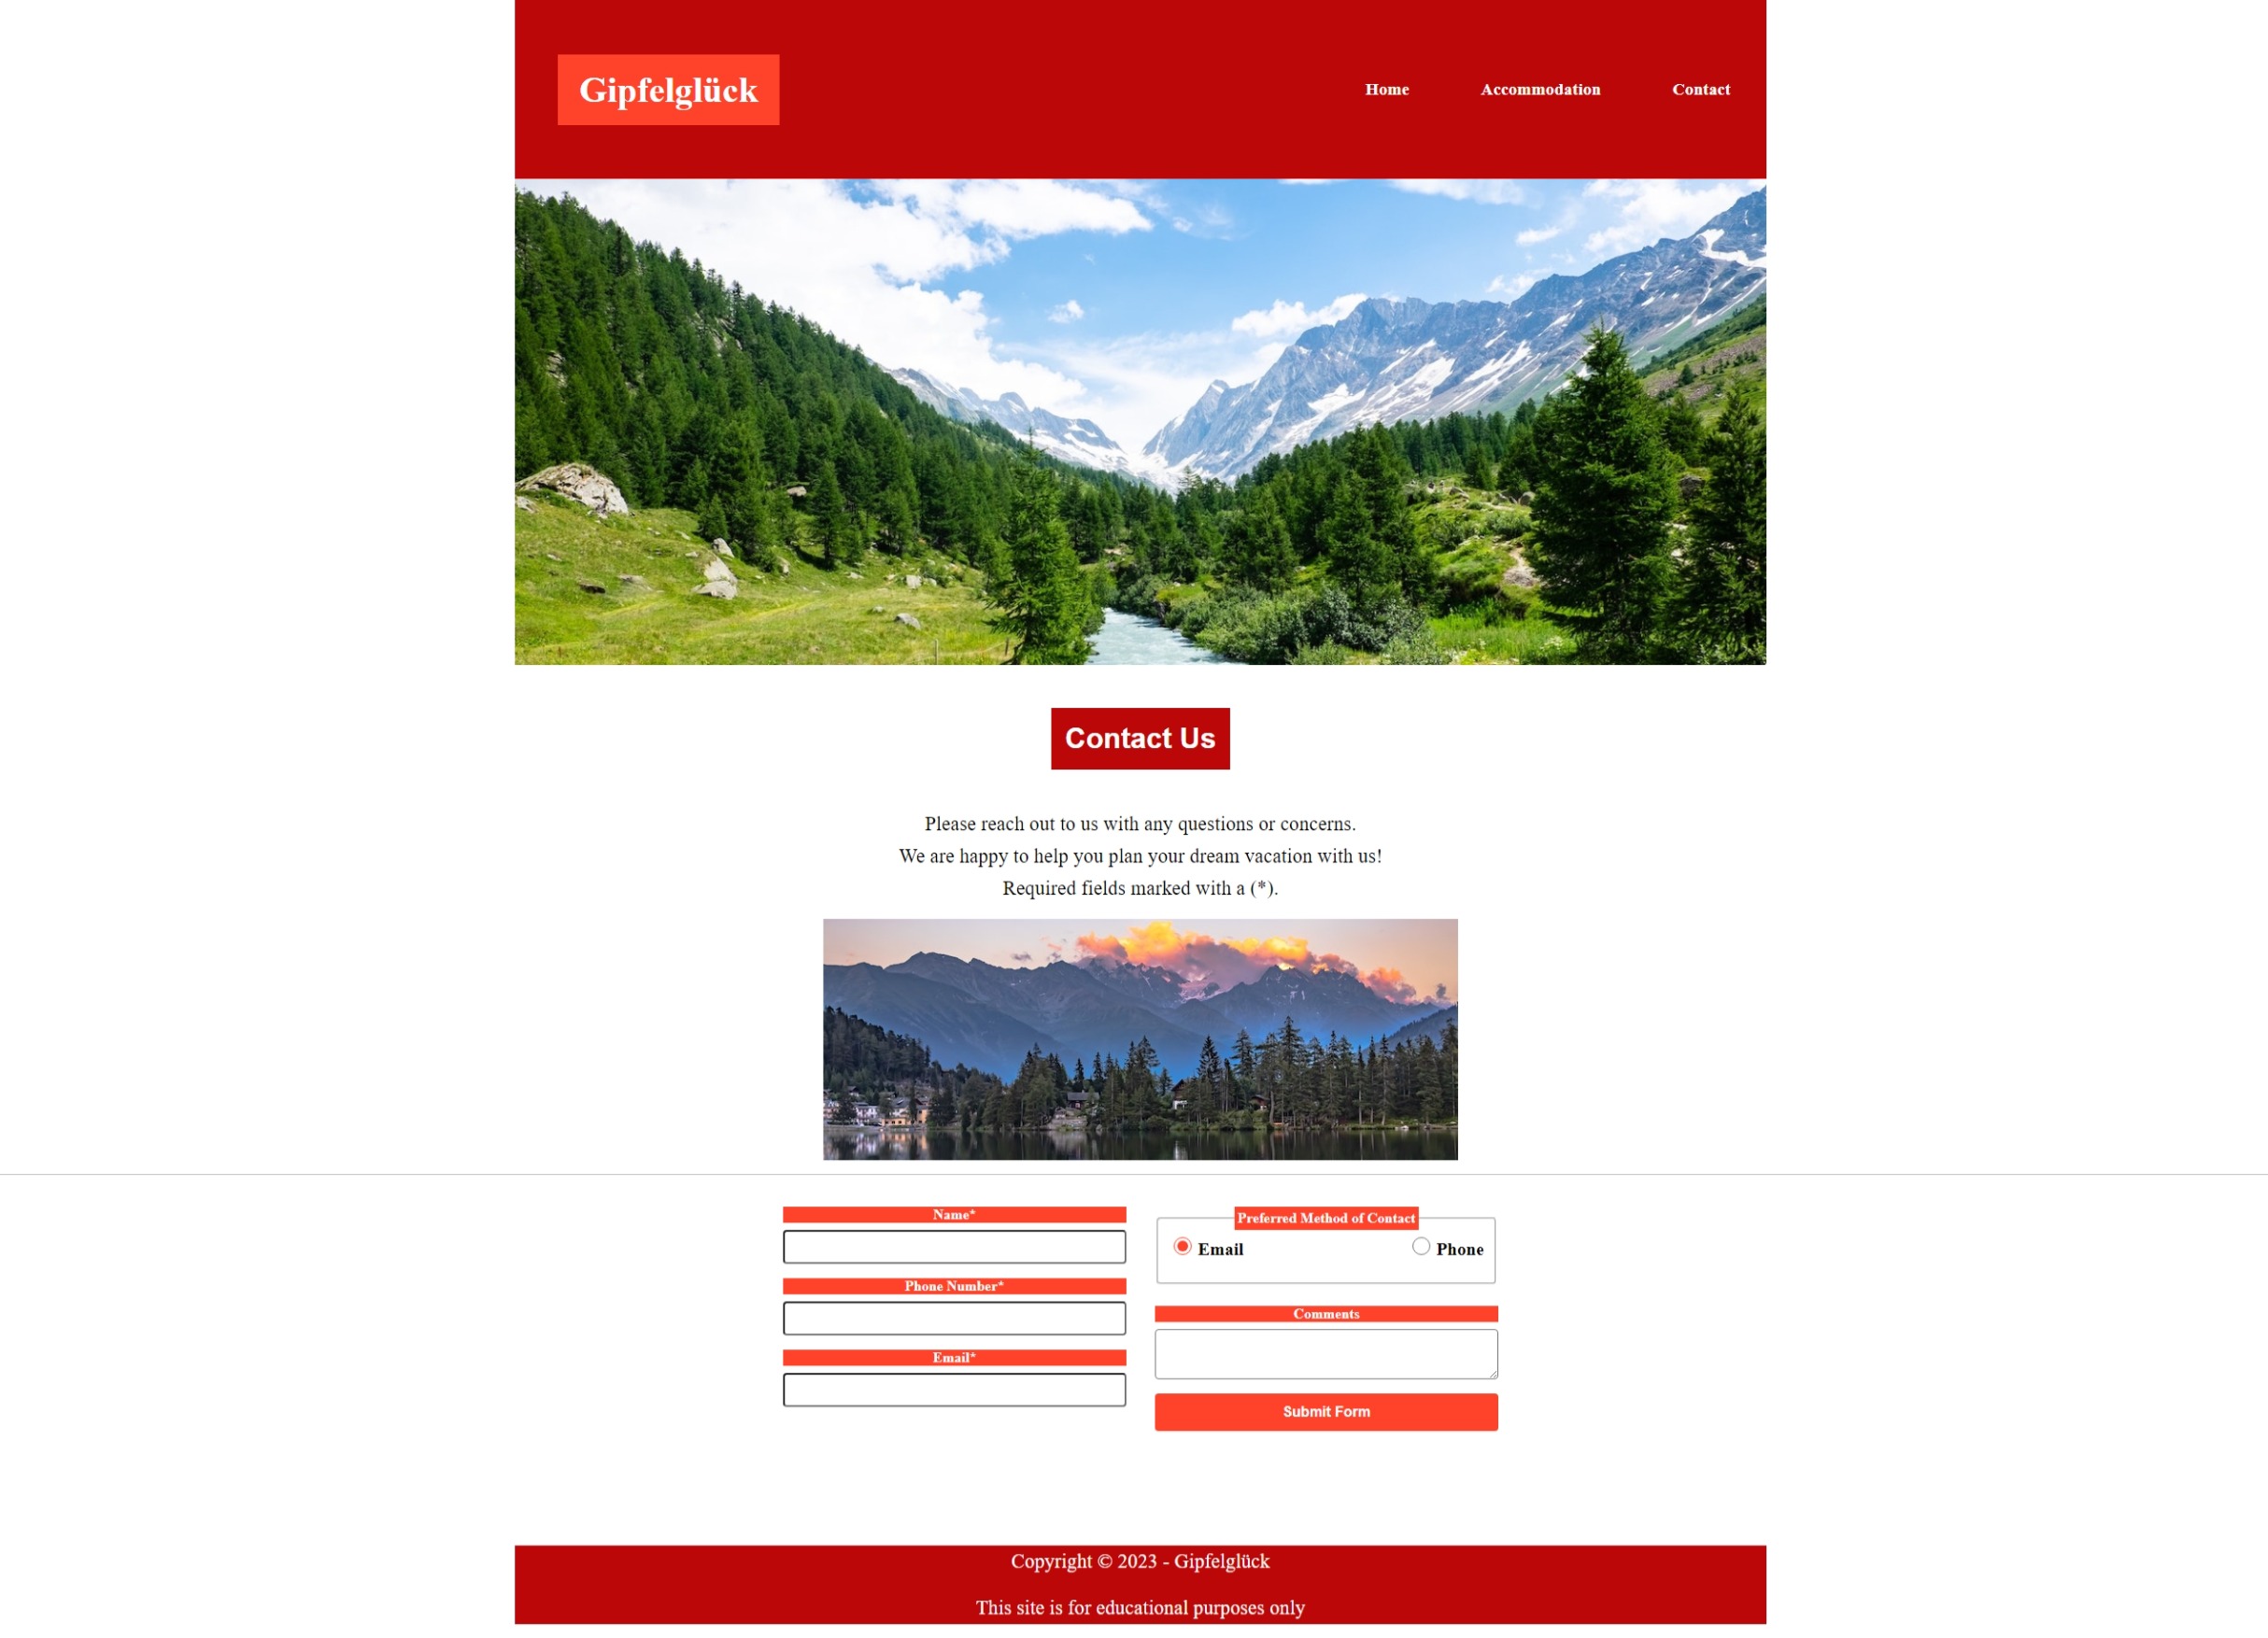 Gipfelglück
Home Accommodation Contact
Contact Us
Please reach out to us with any questions or concerns.
We are happy to help you plan your dream vacation with us!
Required fields marked with a (*).
Name*
Phone Number*
Email*
Preferred Method of Contact
Email Phone
Comments
Submit Form
Copyright © 2023 - Gipfelglück
This site is for educational purposes only